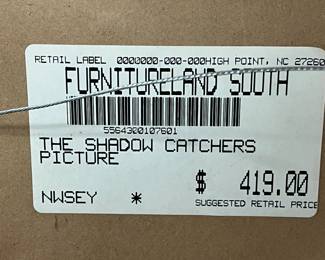 RETAIL LABEL 0000000-000-000HIGH POINT, NC 27260
FURNITURELAND SOUTH
5564300107601
THE SHADOW CATCHERS
PICTURE
NWSEY * $ 419.00
SUGGESTED RETAIL PRICE